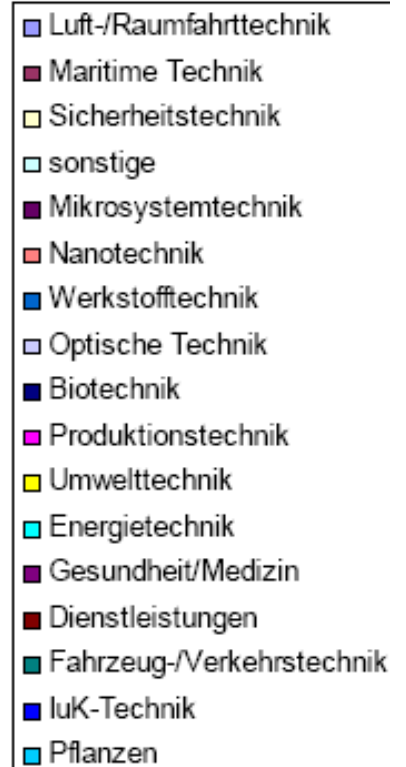 Luft-/Raumfahrttechnik
Maritime Technik
Sicherheitstechnik
sonstige
Mikrosystemtechnik
Nanotechnik
Werkstofftechnik
Optische Technik
Biotechnik
Produktionstechnik
Umwelttechnik
Energietechnik
Gesundheit/Medizin
Dienstleistungen
Fahrzeug-/Verkehrstechnik
IuK-Technik
Pflanzen